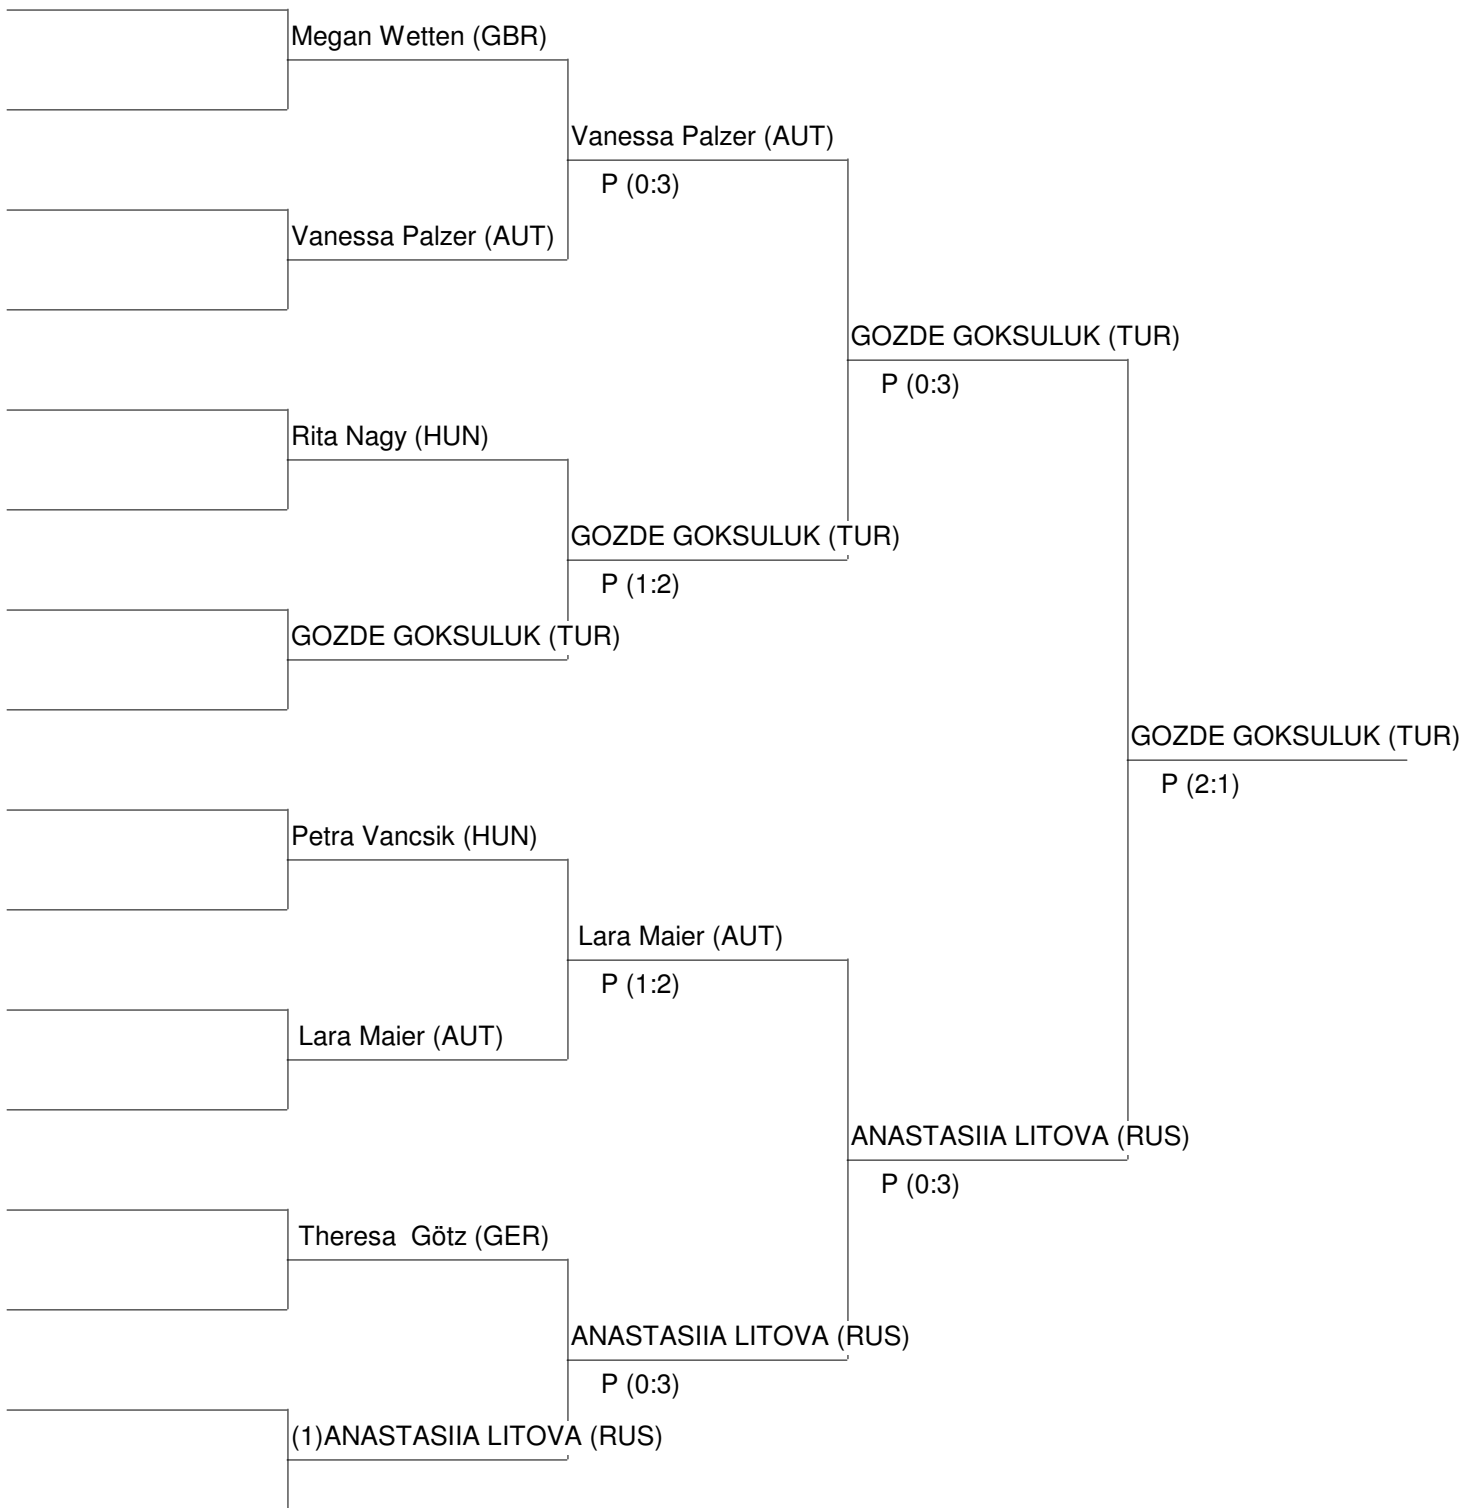 Megan Wetten (GBR)
Vanessa Palzer (AUT)
P (0:3)
Vanessa Palzer (AUT)
GOZDE GOKSULUK (TUR)
P (0:3)
Rita Nagy (HUN)
GOZDE GOKSULUK (TUR)
P (1:2)
GOZDE GOKSULUK (TUR)
GOZDE GOKSULUK (TUR)
P (2:1)
Petra Vancsik (HUN)
Lara Maier (AUT)
P (1:2)
Lara Maier (AUT)
ANASTASIIA LITOVA (RUS)
P (0:3)
Theresa  Götz (GER)
ANASTASIIA LITOVA (RUS)
P (0:3)
(1)ANASTASIIA LITOVA (RUS)